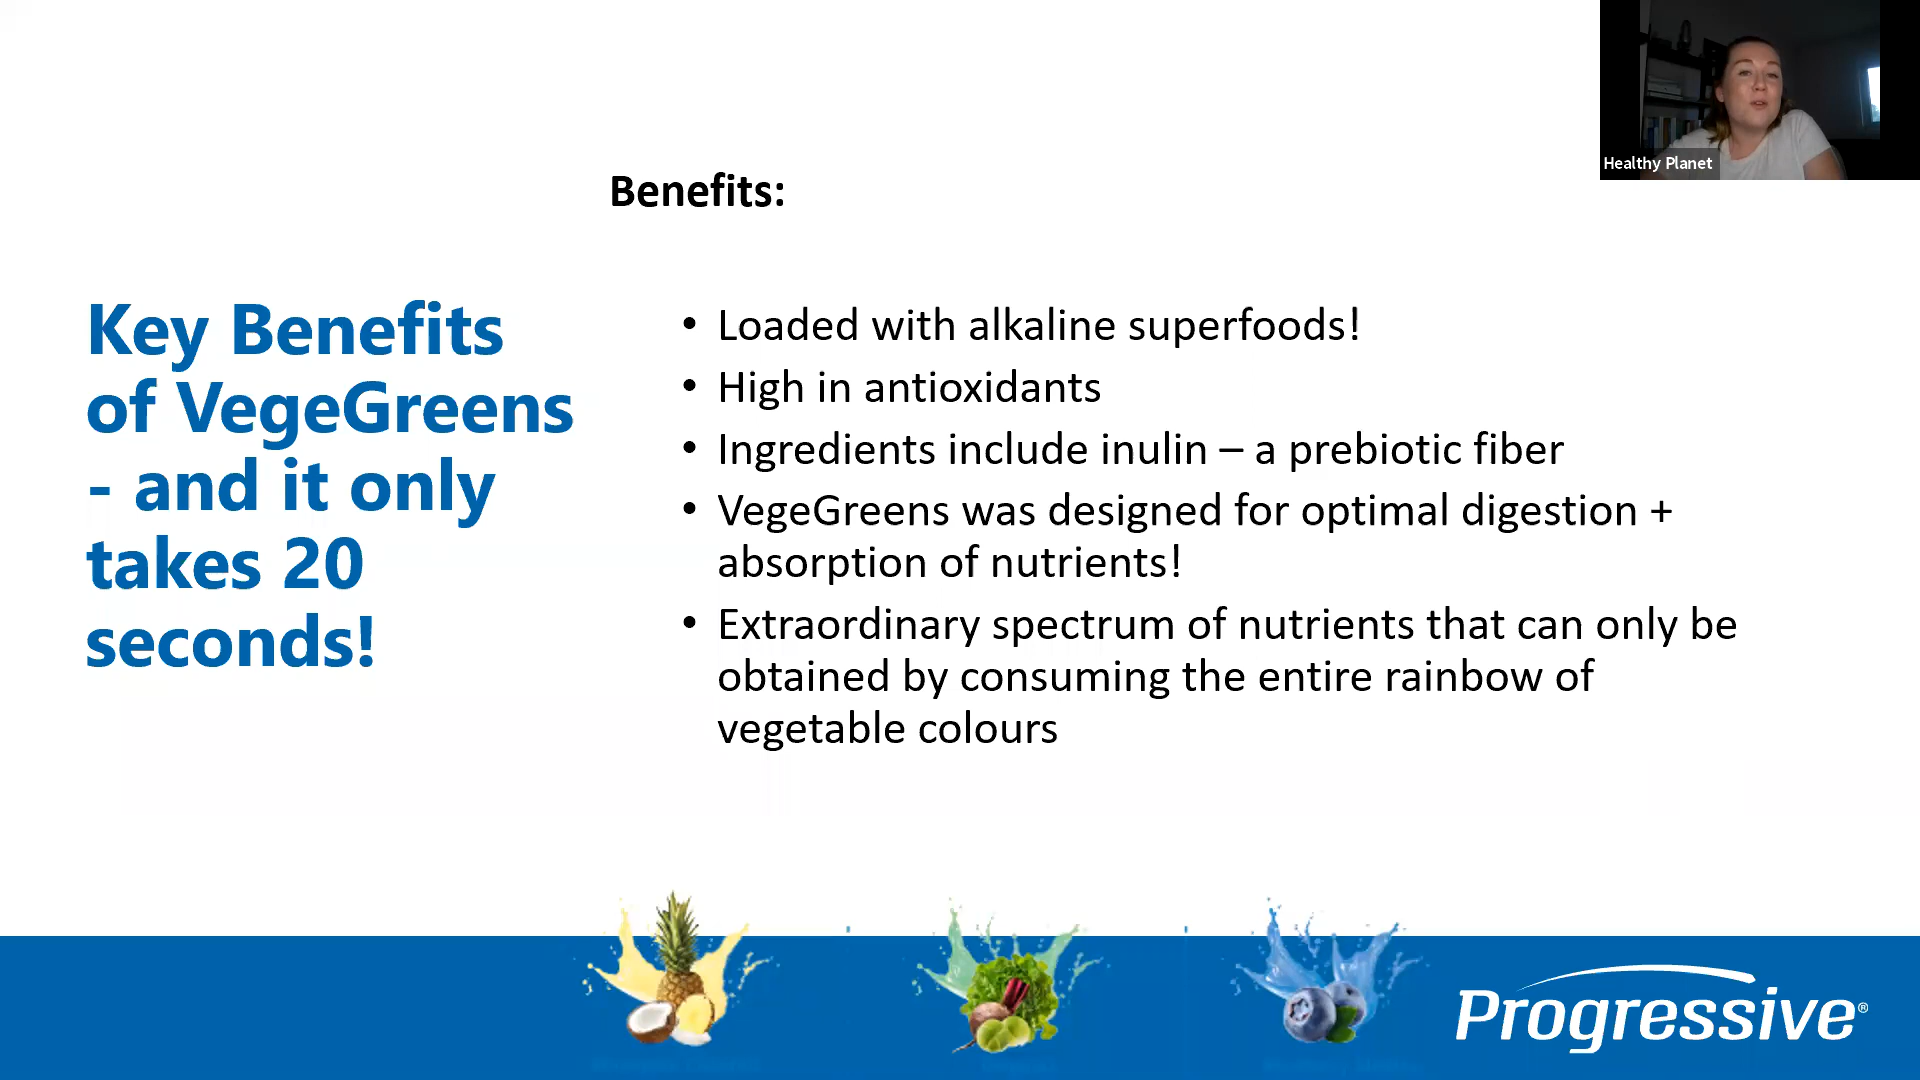 Healthy Planet
Benefits:
Key Benefits
of VegeGreens
- and it only
takes 20
seconds!
• Loaded with alkaline superfoods!
• High in antioxidants
• Ingredients include inulin – a prebiotic fiber
• VegeGreens was designed for optimal digestion +
absorption of nutrients!
• Extraordinary spectrum of nutrients that can only be
obtained by consuming the entire rainbow of
vegetable colours
Progressive®